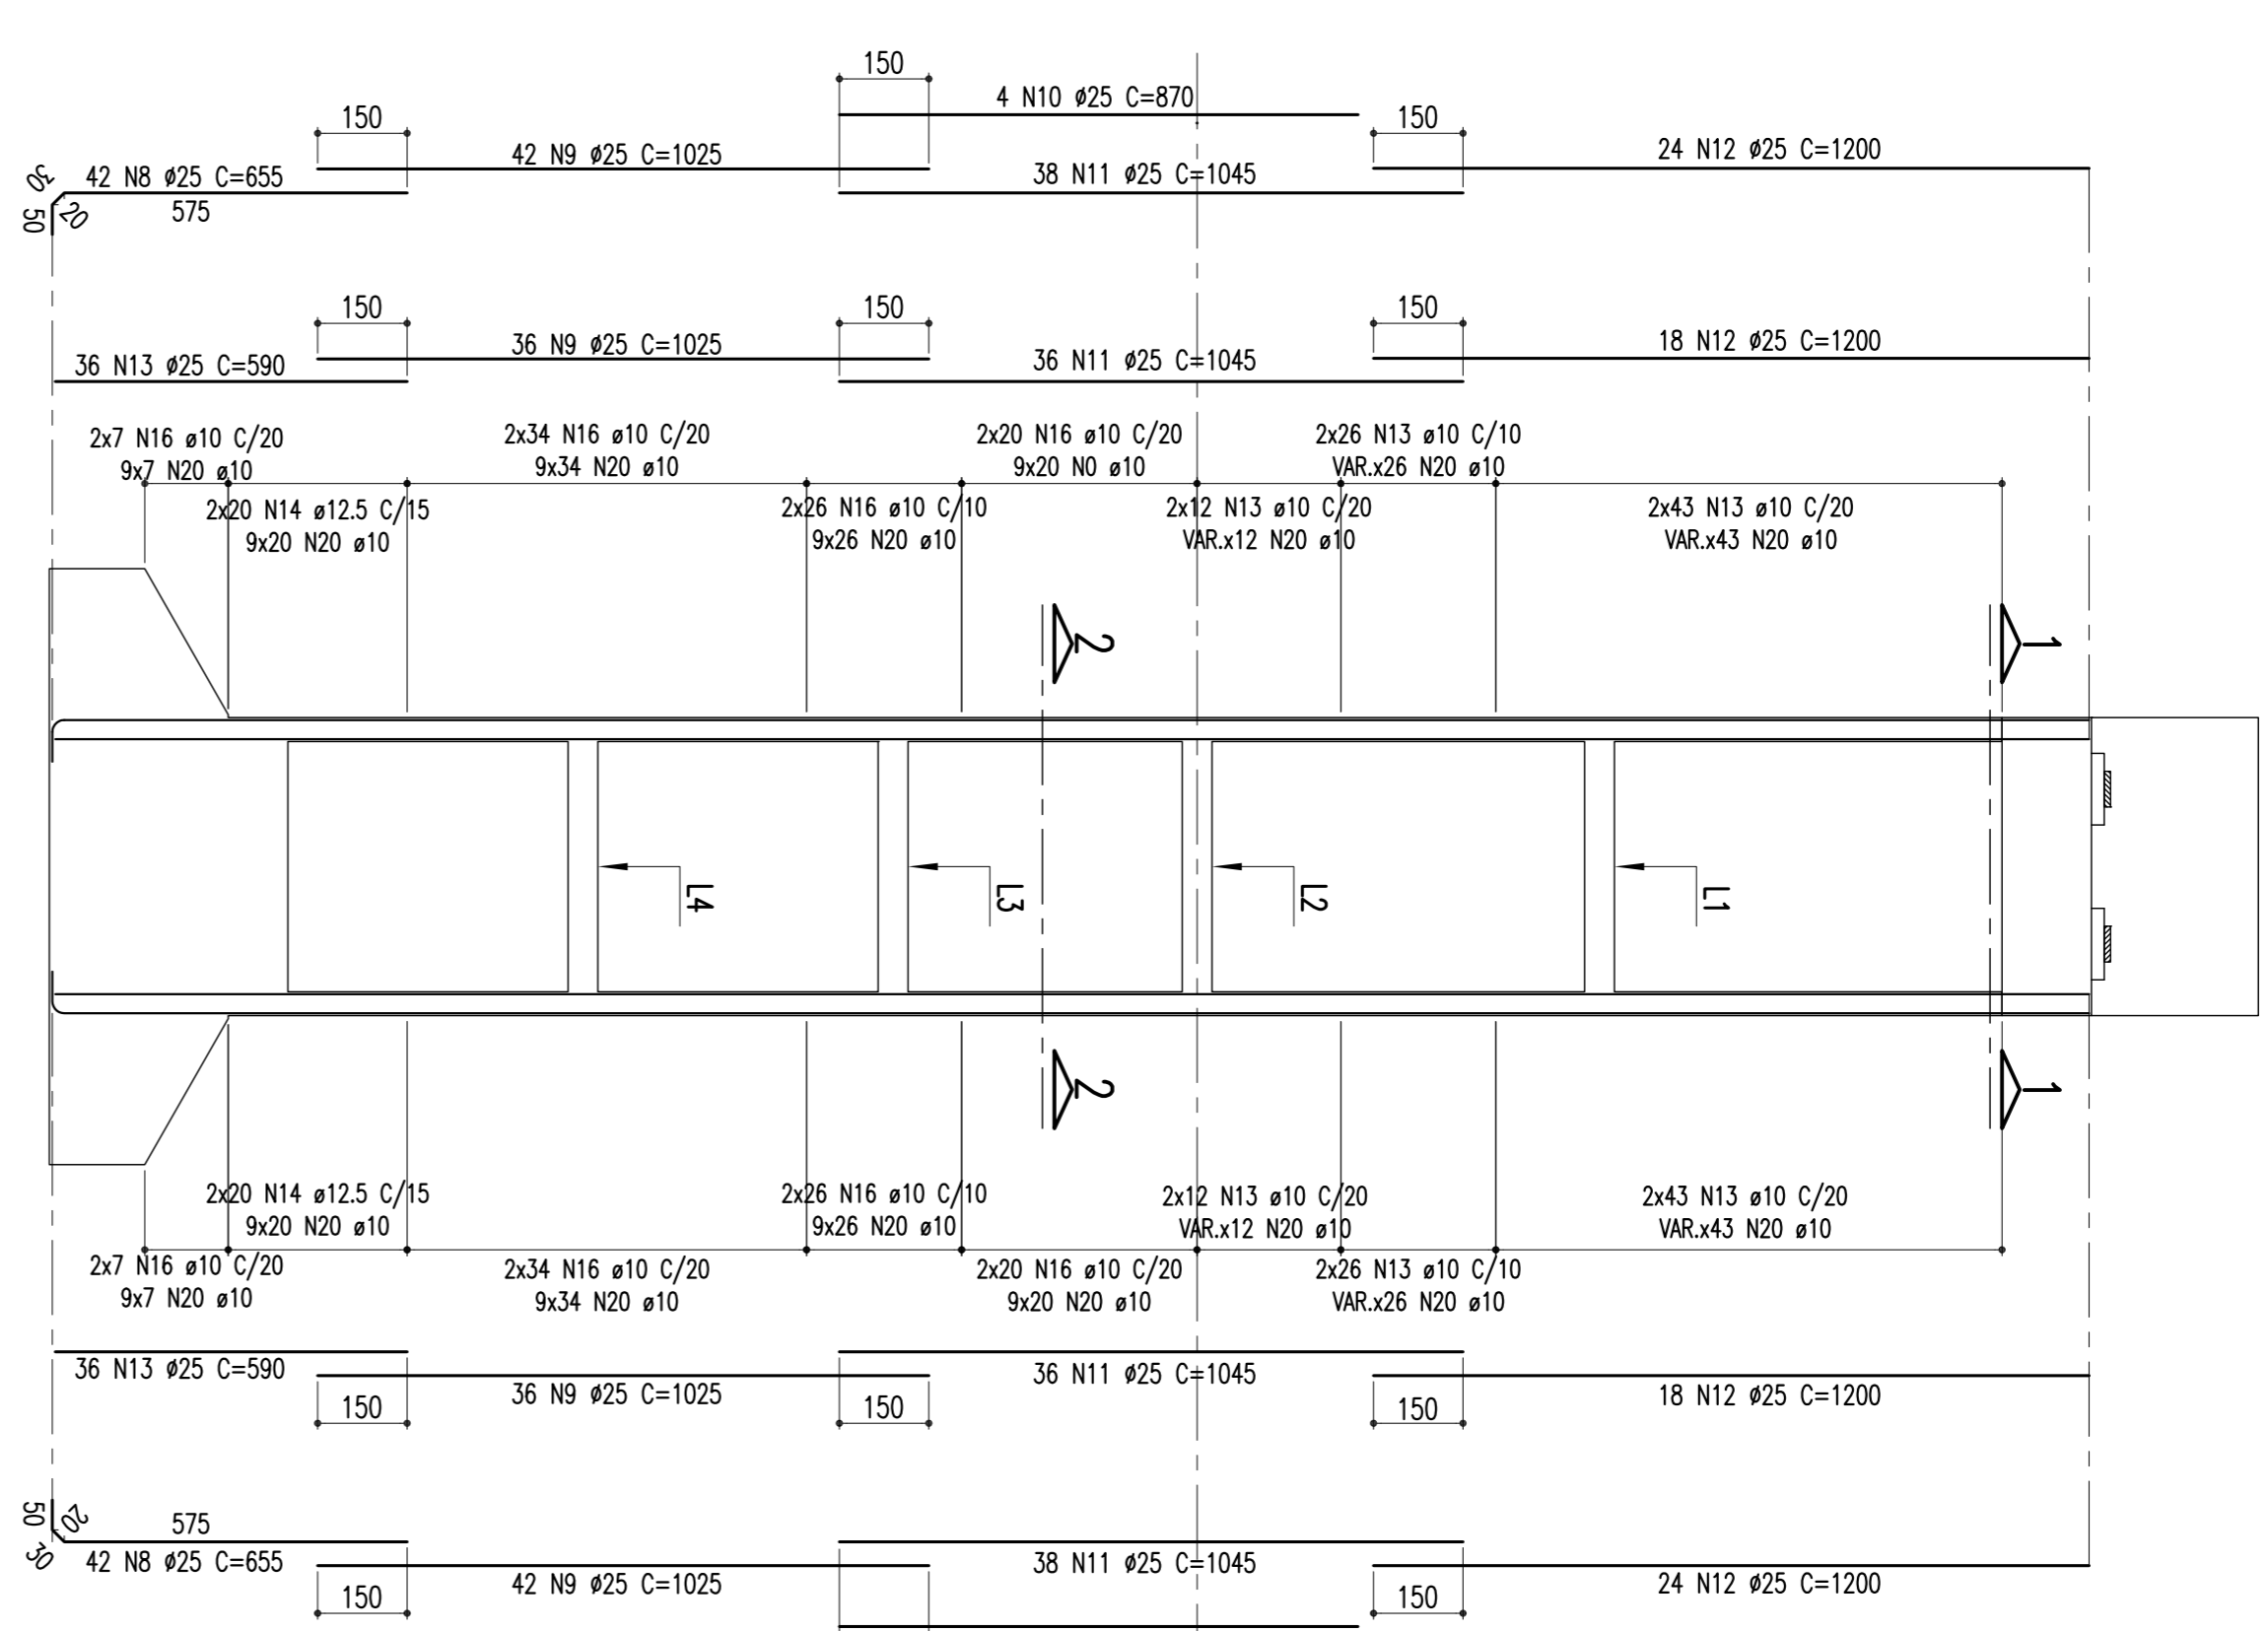 150
4 N10 ø25 C=870
150
42 N9 ø25 C=1025
150
24 N12 ø25 C=1200
30
42 N8 ø25 C=655
38 N11 ø25 C=1045
50
20
575
150
150
150
36 N13 ø25 C=590
36 N9 ø25 C=1025
36 N11 ø25 C=1045
18 N12 ø25 C=1200
2x7 N16 ø10 C/20
9x7 N20 ø10
2x34 N16 ø10 C/20
9x34 N20 ø10
2x20 N16 ø10 C/20
9x20 N0 ø10
2x26 N13 ø10 C/10
VAR.x26 N20 ø10
2x20 N14 ø12.5 C/15
9x20 N20 ø10
2x26 N16 ø10 C/10
9x26 N20 ø10
2x12 N13 ø10 C/20
VAR.x12 N20 ø10
2x43 N13 ø10 C/20
VAR.x43 N20 ø10
2
1
L4
L3
L2
L1
2
1
2x20 N14 ø12.5 C/15
9x20 N20 ø10
2x26 N16 ø10 C/10
9x26 N20 ø10
2x12 N13 ø10 C/20
VAR.x12 N20 ø10
2x43 N13 ø10 C/20
VAR.x43 N20 ø10
2x7 N16 ø10 C/20
9x7 N20 ø10
2x34 N16 ø10 C/20
9x34 N20 ø10
2x20 N16 ø10 C/20
9x20 N20 ø10
2x26 N13 ø10 C/10
VAR.x26 N20 ø10
36 N13 ø25 C=590
36 N9 ø25 C=1025
36 N11 ø25 C=1045
18 N12 ø25 C=1200
150
150
150
50
20
575
30
42 N8 ø25 C=655
42 N9 ø25 C=1025
38 N11 ø25 C=1045
24 N12 ø25 C=1200
150
150